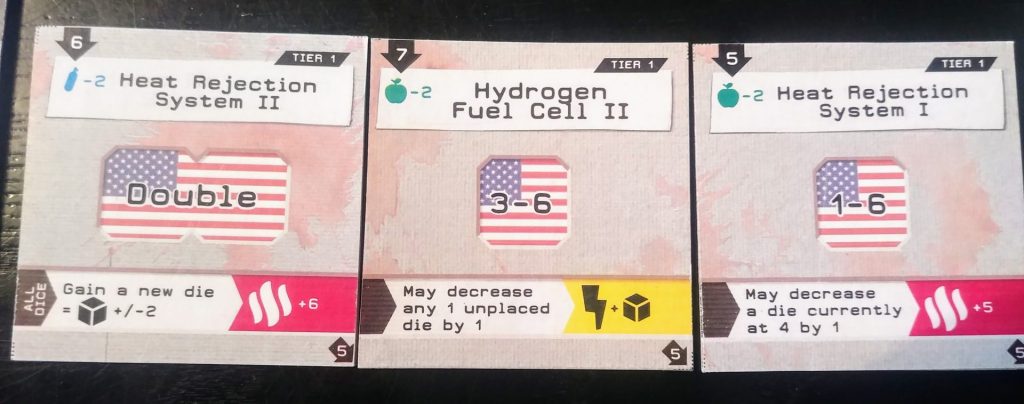 6
TIER 1
-2 Heat Rejection
System II
Double
ALL
DICE
Gain a new die
= +/-2
+6
5
7
TIER 1
-2 Hydrogen
Fuel Cell II
3-6
May decrease
any 1 unplaced
die by 1
+
5
5
TIER 1
-2 Heat Rejection
System I
1-6
May decrease
a die currently
at 4 by 1
+5
5